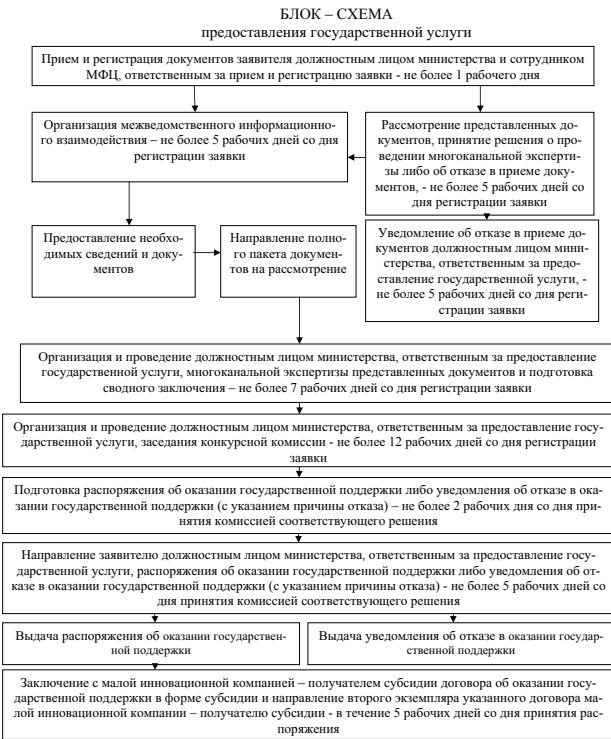 БЛОК – СХЕМА
предоставления государственной услуги
Прием и регистрация документов заявителя должностным лицом министерства и сотрудником
МФЦ, ответственным за прием и регистрацию заявки - не более 1 рабочего дня
Организация межведомственного информационно-
го взаимодействия – не более 5 рабочих дней со дня
регистрации заявки
Рассмотрение представленных до-
кументов, принятие решения о про-
ведении многоканальной эксперти-
зы либо об отказе в приеме доку-
ментов, - не более 5 рабочих дней со
дня регистрации заявки
Предоставление необхо-
димых сведений и доку-
ментов
Направление полно-
го пакета документов
на рассмотрение
Уведомление об отказе в приеме до-
кументов должностным лицом мини-
стерства, ответственным за предо-
ставление государственной услуги, -
не более 5 рабочих дней со дня реги-
страции заявки
Организация и проведение должностным лицом министерства, ответственным за предоставление
государственной услуги, многоканальной экспертизы представленных документов и подготовка
сводного заключения – не более 7 рабочих дней со дня регистрации заявки
Организация и проведение должностным лицом министерства, ответственным за предоставление госу-
дарственной услуги, заседания конкурсной комиссии - не более 12 рабочих дней со дня регистрации
заявки
Подготовка распоряжения об оказании государственной поддержки либо уведомления об отказе в ока-
зании государственной поддержки (с указанием причины отказа) – не более 2 рабочих дня со дня при-
нятия комиссией соответствующего решения
Направление заявителю должностным лицом министерства, ответственным за предоставление госу-
дарственной услуги, распоряжения об оказании государственной поддержки либо уведомления об от-
казе в оказании государственной поддержки (с указанием причины отказа) - не более 5 рабочих дней со
дня принятия комиссией соответствующего решения
Выдача распоряжения об оказании государствен-
ной поддержки
Выдача уведомления об отказе в оказании государ-
ственной поддержки
Заключение с малой инновационной компанией – получателем субсидии договора об оказании го-
сударственной поддержки в форме субсидии и направление второго экземпляра указанного договора ма-
лой инновационной компании – получателю субсидии - в течение 5 рабочих дней со дня принятия рас-
поряжения